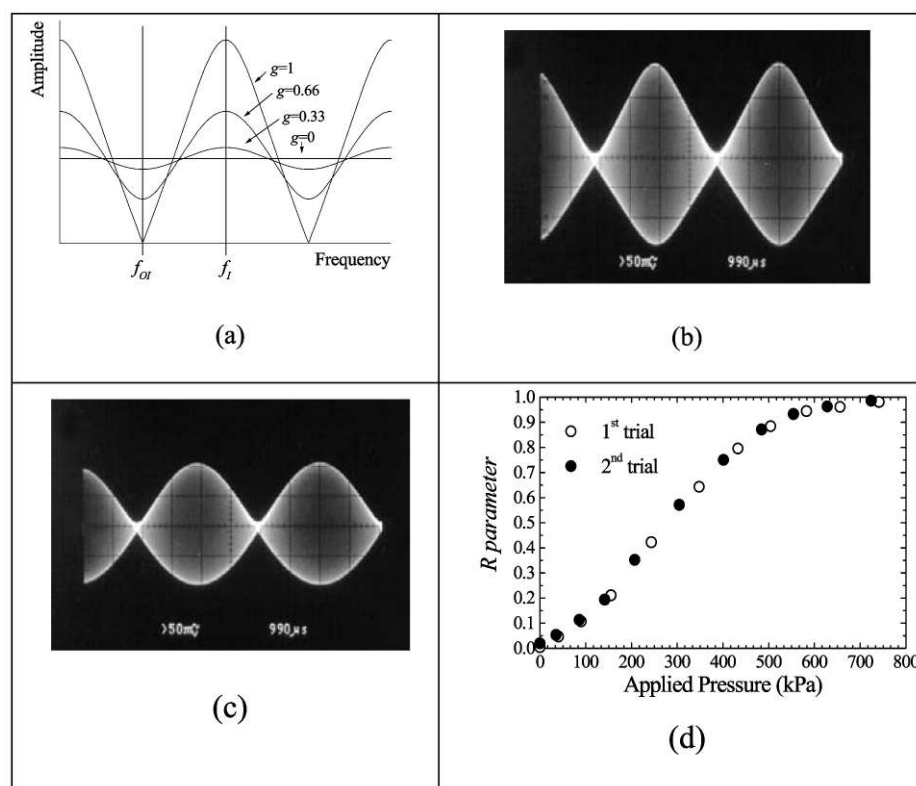 Amplitude
g=1
g=0.66
g=0.33
g=0
f_OI
f_I
Frequency
(a)
>50mV
990µs
(b)
>50mV
990µs
(c)
1.0
0.9
0.8
0.7
0.6
0.5
0.4
0.3
0.2
0.1
0.0
R parameter
1st trial
2nd trial
0 100 200 300 400 500 600 700 800
Applied Pressure (kPa)
(d)